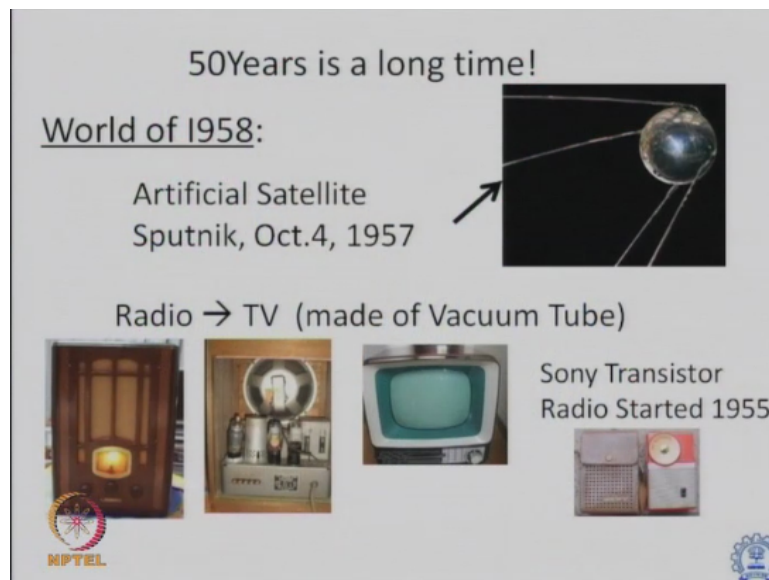 50Years is a long time!
World of I958:
Artificial Satellite
Sputnik, Oct.4, 1957
Radio → TV (made of Vacuum Tube)
Sony Transistor
Radio Started 1955
NPTEL